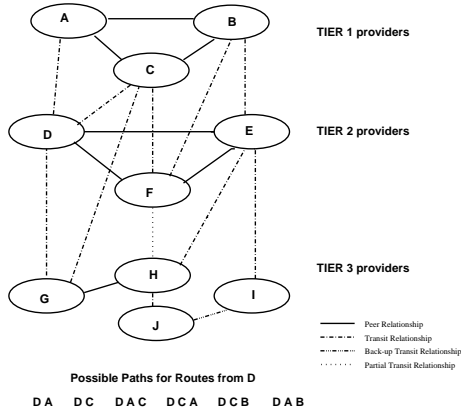 A
B
TIER 1 providers
C
D
E
TIER 2 providers
F
H
TIER 3 providers
G
I
J
Peer Relationship
Transit Relationship
Back-up Transit Relationship
Partial Transit Relationship
Possible Paths for Routes from D
D A D C D A C D C A D C B D A B